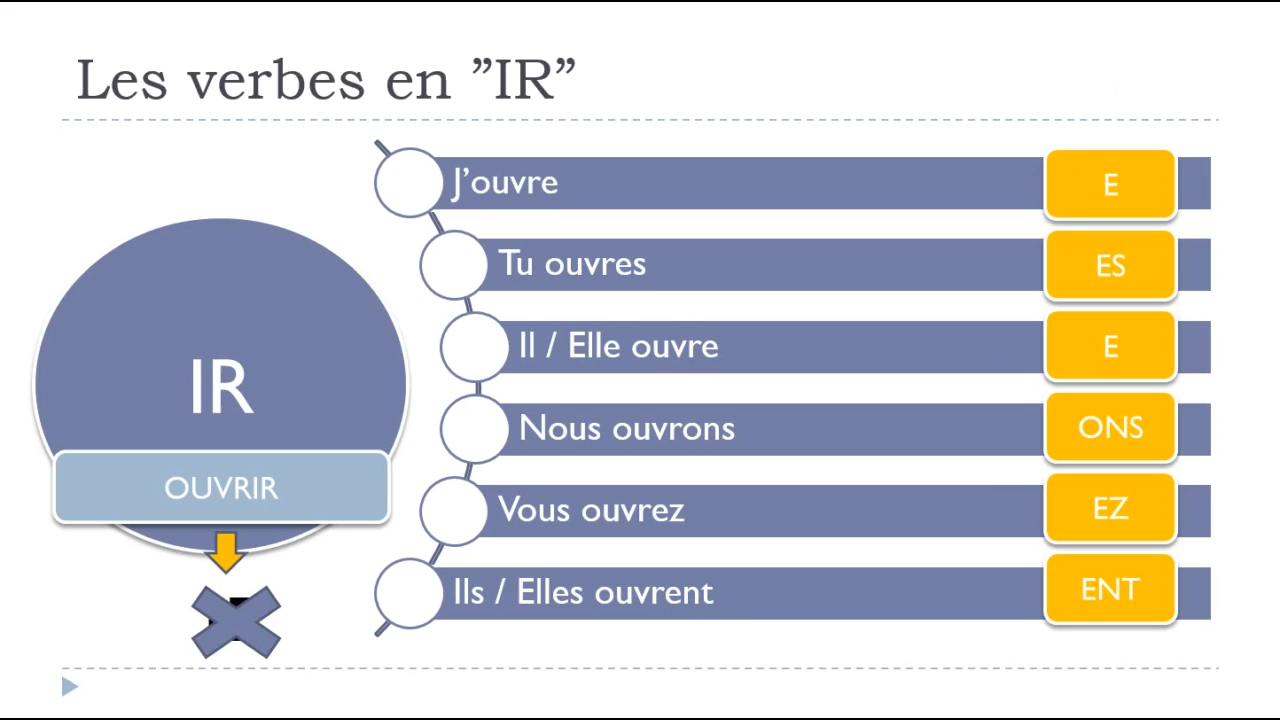 Les verbes en ”IR”
IR
OUVRIR
J’ouvre E
Tu ouvres ES
Il / Elle ouvre E
Nous ouvrons ONS
Vous ouvrez EZ
Ils / Elles ouvrent ENT